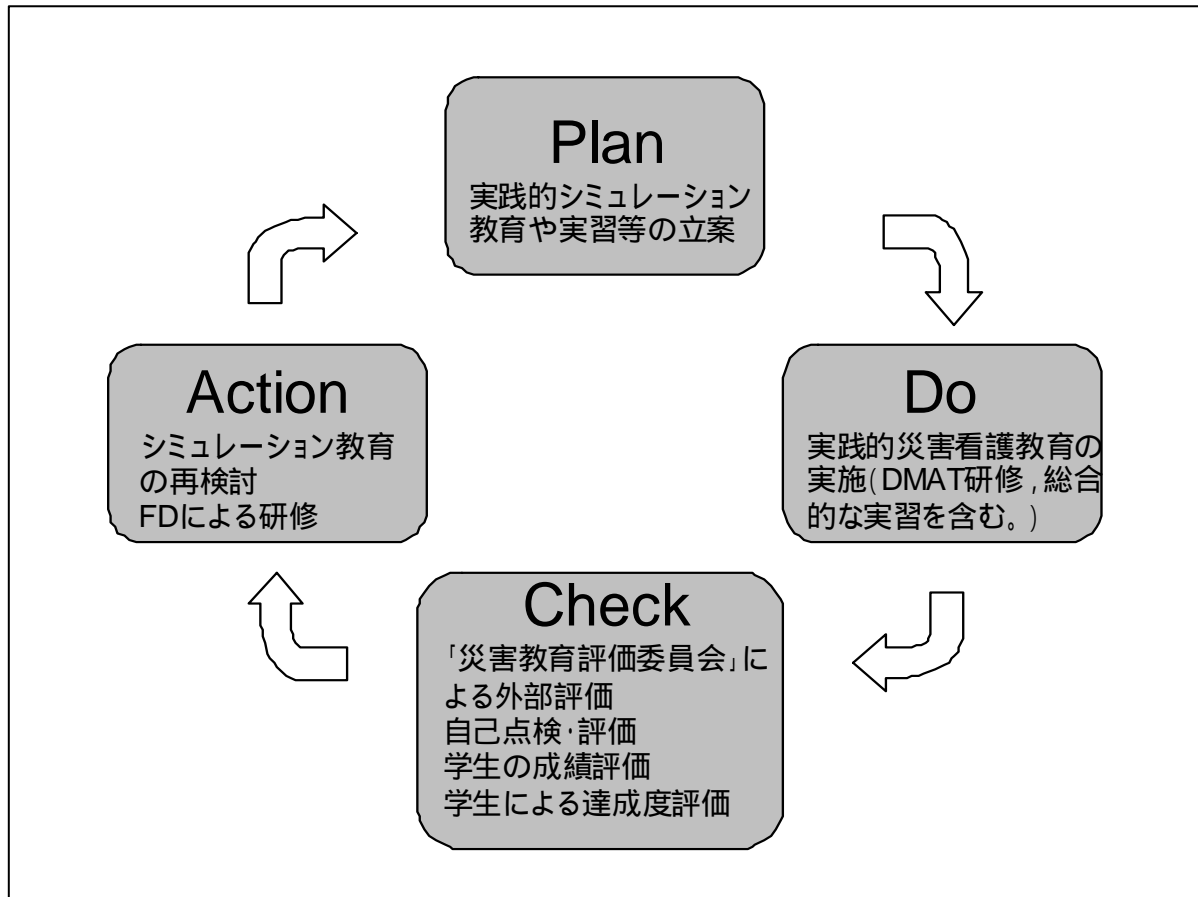 Plan
実践的シミュレーション
教育や実習等の立案
Action
シミュレーション教育
の再検討
FDによる研修
Do
実践的災害看護教育の
実施(DMAT研修,総合
的な実習を含む。)
Check
「災害教育評価委員会」に
よる外部評価
自己点検・評価
学生の成績評価
学生による達成度評価